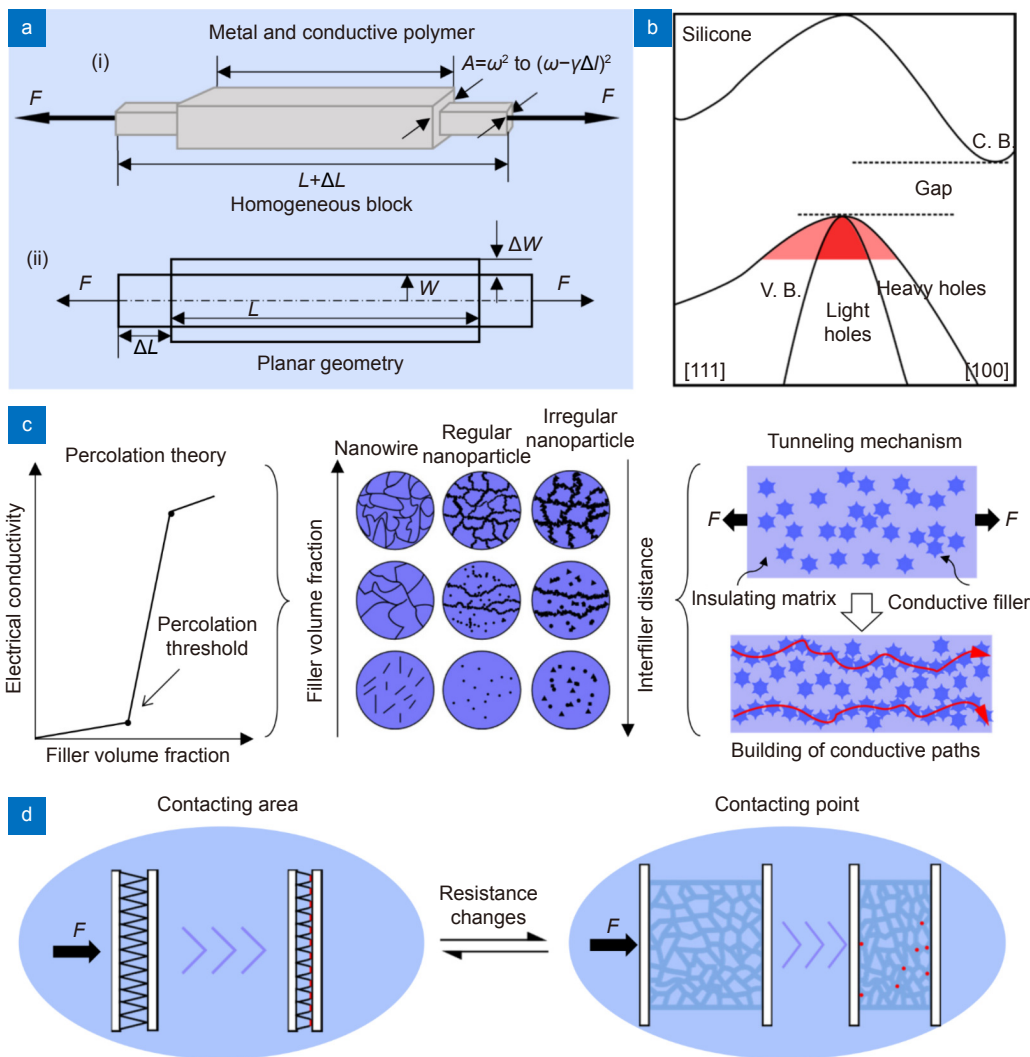 a
Metal and conductive polymer
(i)
A=ω² to (ω−γΔl)²
F
F
L+ΔL
Homogeneous block
(ii)
ΔW
F
W
F
L
ΔL
Planar geometry
b
Silicone
C. B.
Gap
V. B.
Heavy holes
Light
holes
[111]
[100]
c
Percolation theory
Electrical conductivity
Percolation
threshold
Filler volume fraction
Nanowire
Regular
nanoparticle
Irregular
nanoparticle
Filler volume fraction
Interfiller distance
Tunneling mechanism
F
F
Insulating matrix
Conductive filler
Building of conductive paths
d
Contacting area
F
Resistance
changes
Contacting point
F